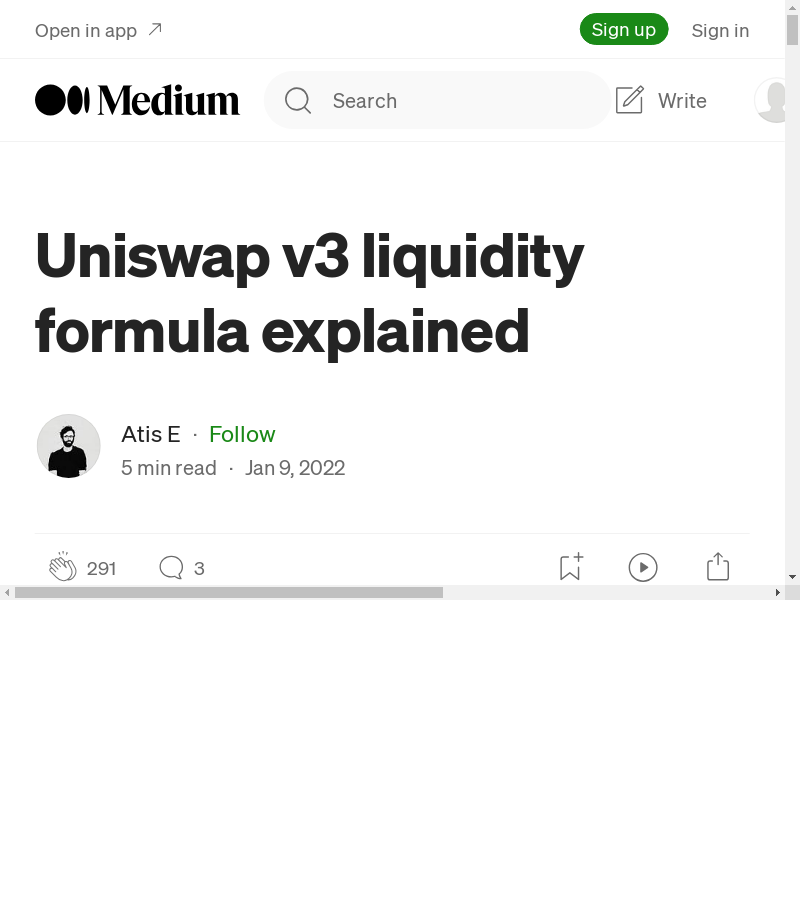 Open in app
Sign up
Sign in
Medium
Search
Write
Uniswap v3 liquidity
formula explained
Atis E · Follow
5 min read · Jan 9, 2022
291
3